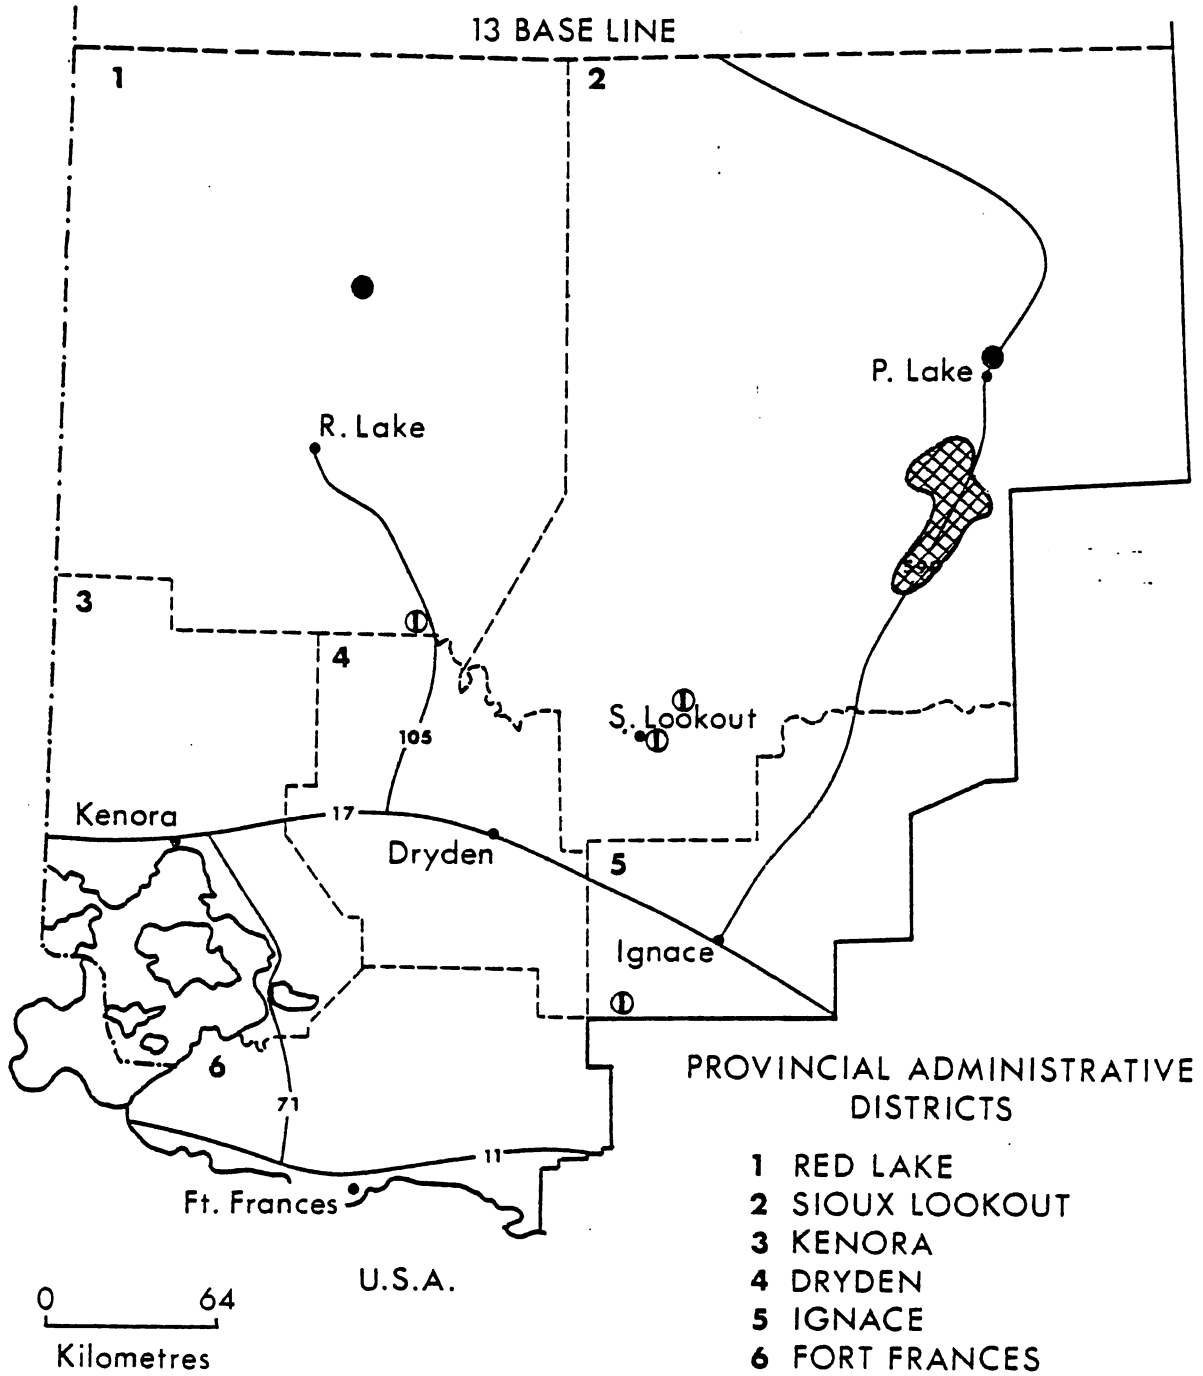 13 BASE LINE
1
2
P. Lake
R. Lake
3
4
S. Lookout
105
Kenora
17
Dryden
5
Ignace
6
71
11
Ft. Frances
U.S.A.
0 64
Kilometres
PROVINCIAL ADMINISTRATIVE
DISTRICTS
1 RED LAKE
2 SIOUX LOOKOUT
3 KENORA
4 DRYDEN
5 IGNACE
6 FORT FRANCES